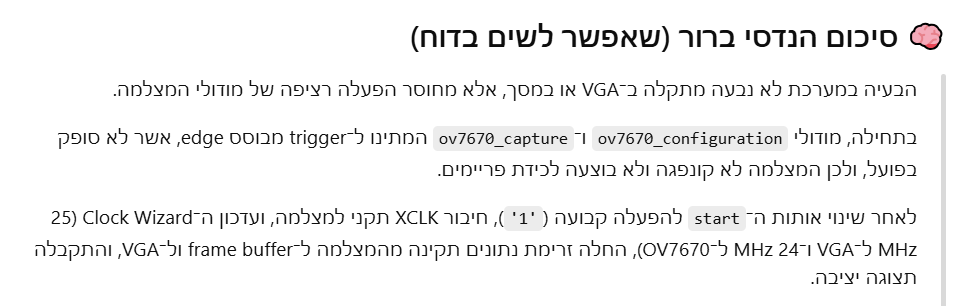 🧠 סיכום הנדסי ברור (שאפשר לשים בדוח)
הבעיה במערכת לא נבעה מתקלה ב־VGA או במסך, אלא מחוסר הפעלה רציפה של מודולי המצלמה.
בתחילה, מודולי ov7670_configuration ו־ov7670_capture המתינו ל־trigger מבוסס edge, אשר לא סופק
בפועל, ולכן המצלמה לא קונפגה ולא בוצעה לכידת פריימים.
לאחר שינוי אותות ה־start להפעלה קבועה ('1'), חיבור XCLK תקני למצלמה, ועדכון ה־Clock Wizard (25
MHz ל־VGA ו־24 MHz ל־OV7670), החלה זרימת נתונים תקינה מהמצלמה ל־frame buffer ול־VGA, והתקבלה
תצוגה יציבה.